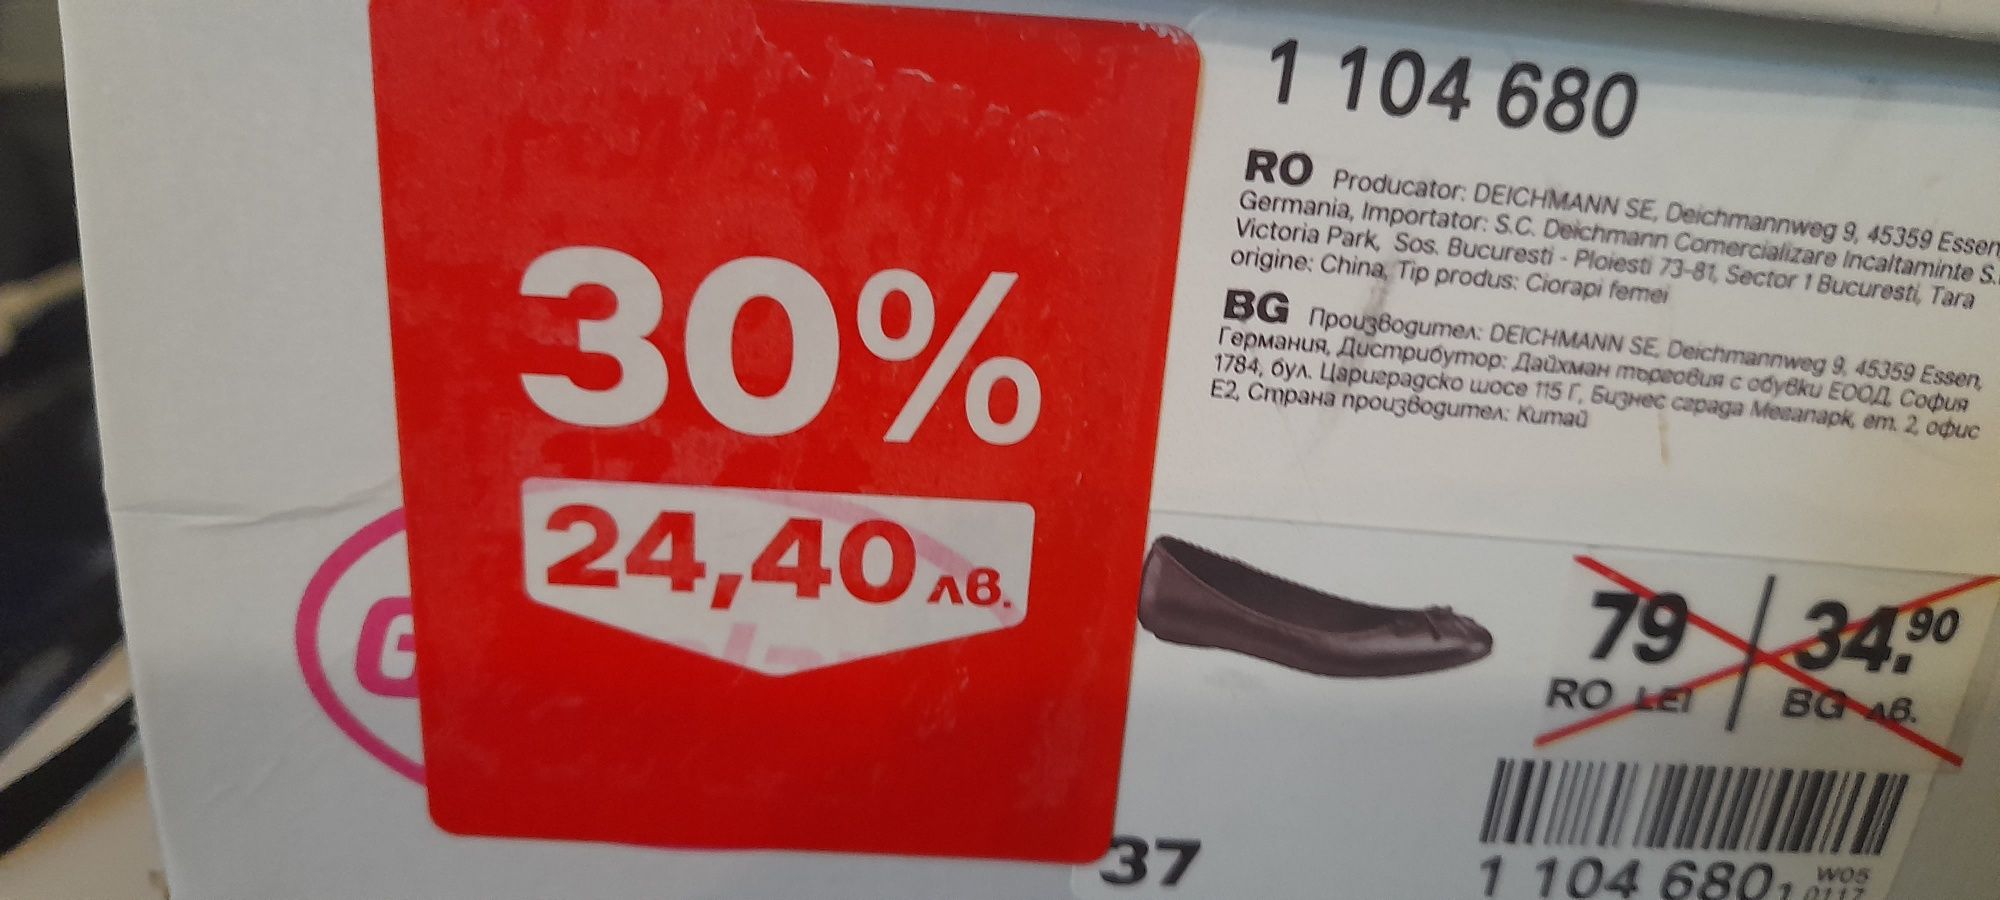 30%
24,40 лв.
G
1 104 680
RO Producator: DEICHMANN SE, Deichmannweg 9, 45359 Essen,
Germania, Importator: S.C. Deichmann Comercializare Incaltaminte S.
Victoria Park, Sos. Bucuresti - Ploiesti 73-81, Sector 1 Bucuresti, Tara
origine: China, Tip produs: Ciorapi femei
BG Производител: DEICHMANN SE, Deichmannweg 9, 45359 Essen,
Германия, Дистрибутор: Дайхман търговия с обувки ЕООД, София
1784, бул. Цариградско шосе 115 Г, Бизнес сграда Мегапарк, ет. 2, офис
Е2, Страна производител: Китай
79 34.90
RO LEI BG лв.
37
1 104 680 1
W05
0117